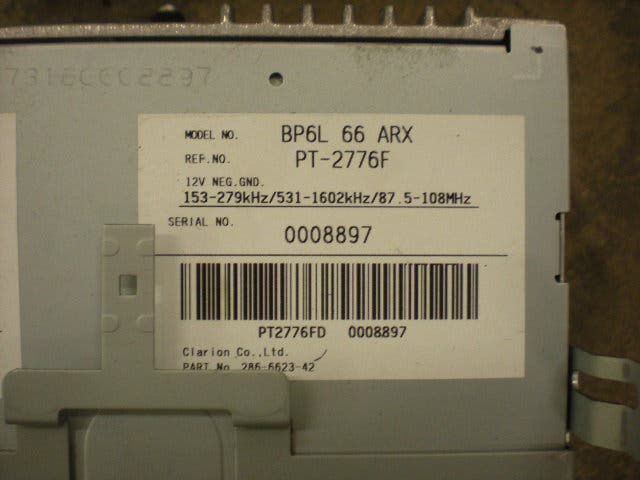 MODEL NO. BP6L 66 ARX
REF.NO. PT-2776F
12V NEG.GND.
153-279kHz/531-1602kHz/87.5-108MHz
SERIAL NO. 0008897
PT2776FD 0008897
Clarion Co.,Ltd.
PART No. 286-6623-42